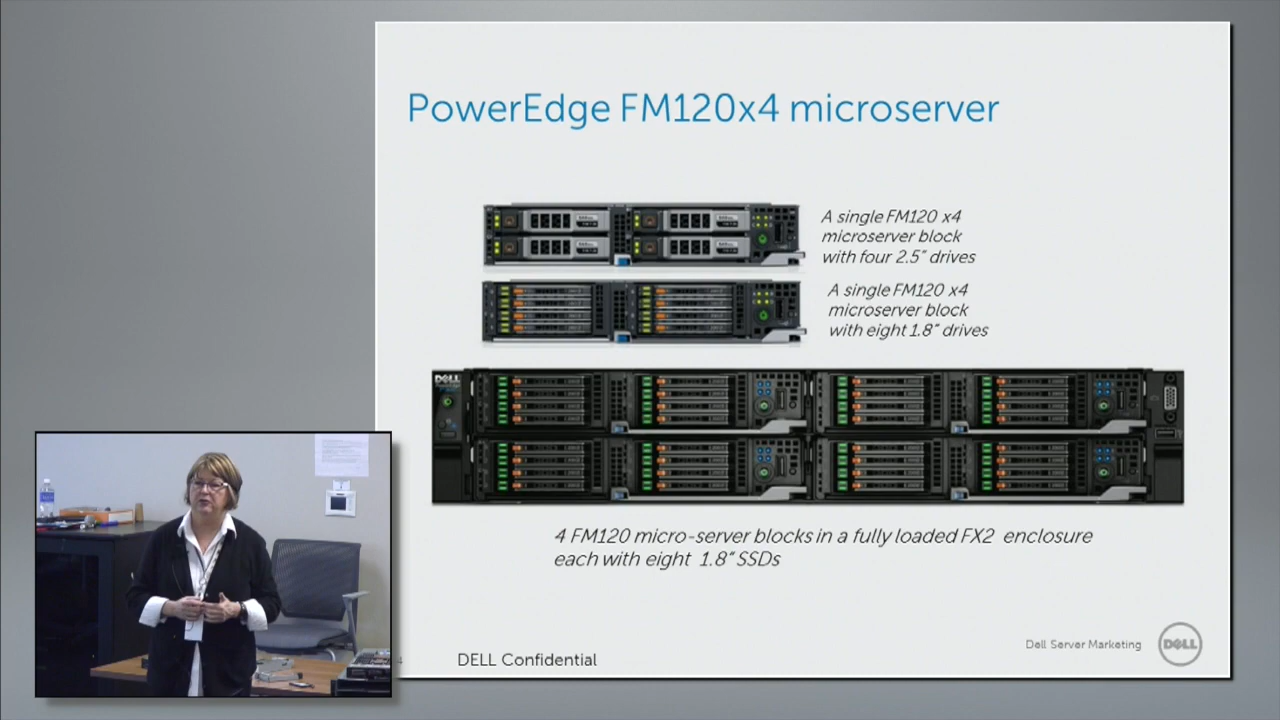 PowerEdge FM120x4 microserver
A single FM120 x4
microserver block
with four 2.5" drives
A single FM120 x4
microserver block
with eight 1.8" drives
DELL
4 FM120 micro-server blocks in a fully loaded FX2 enclosure
each with eight 1.8" SSDs
Dell Server Marketing
DELL
4
DELL Confidential